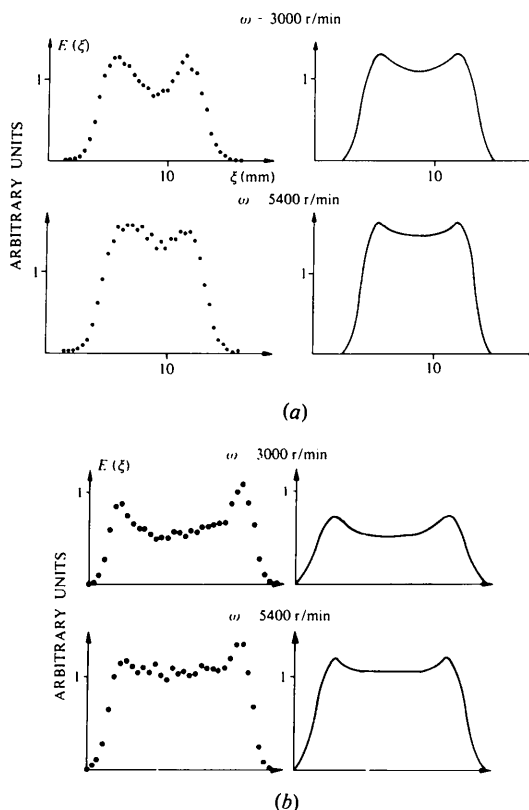 ω - 3000 r/min
E (ξ)
1
1
10
ξ (mm)
10
ω 5400 r/min
1
1
10
10
ARBITRARY UNITS
(a)
ω 3000 r/min
E (ξ)
1
1
ω 5400 r/min
1
1
ARBITRARY UNITS
(b)